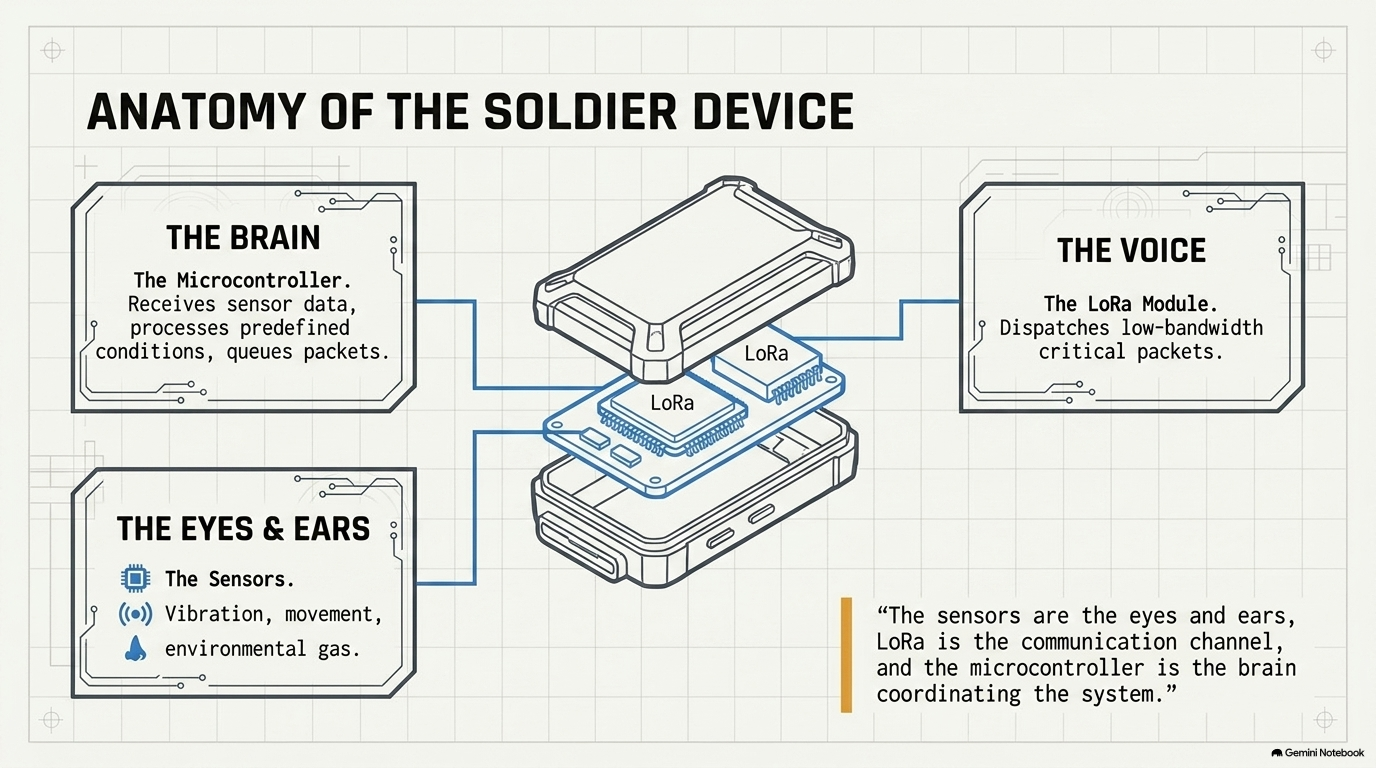 ANATOMY OF THE SOLDIER DEVICE
THE BRAIN
The Microcontroller.
Receives sensor data,
processes predefined
conditions, queues packets.
THE EYES & EARS
The Sensors.
Vibration, movement,
environmental gas.
LoRa
LoRa
THE VOICE
The LoRa Module.
Dispatches low-bandwidth
critical packets.
“The sensors are the eyes and ears,
LoRa is the communication channel,
and the microcontroller is the brain
coordinating the system.”
Gemini Notebook